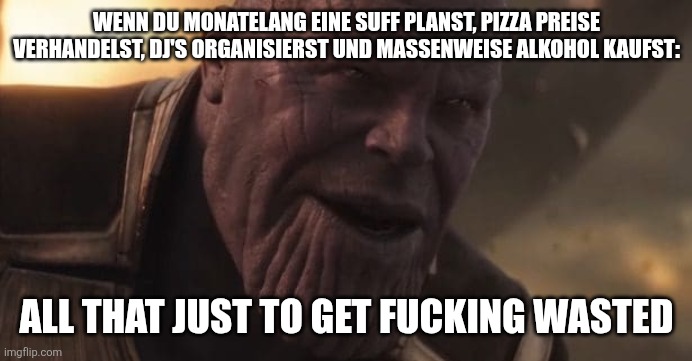 WENN DU MONATELANG EINE SUFF PLANST, PIZZA PREISE
VERHANDELST, DJ'S ORGANISIERST UND MASSENWEISE ALKOHOL KAUFST:
ALL THAT JUST TO GET FUCKING WASTED
imgflip.com